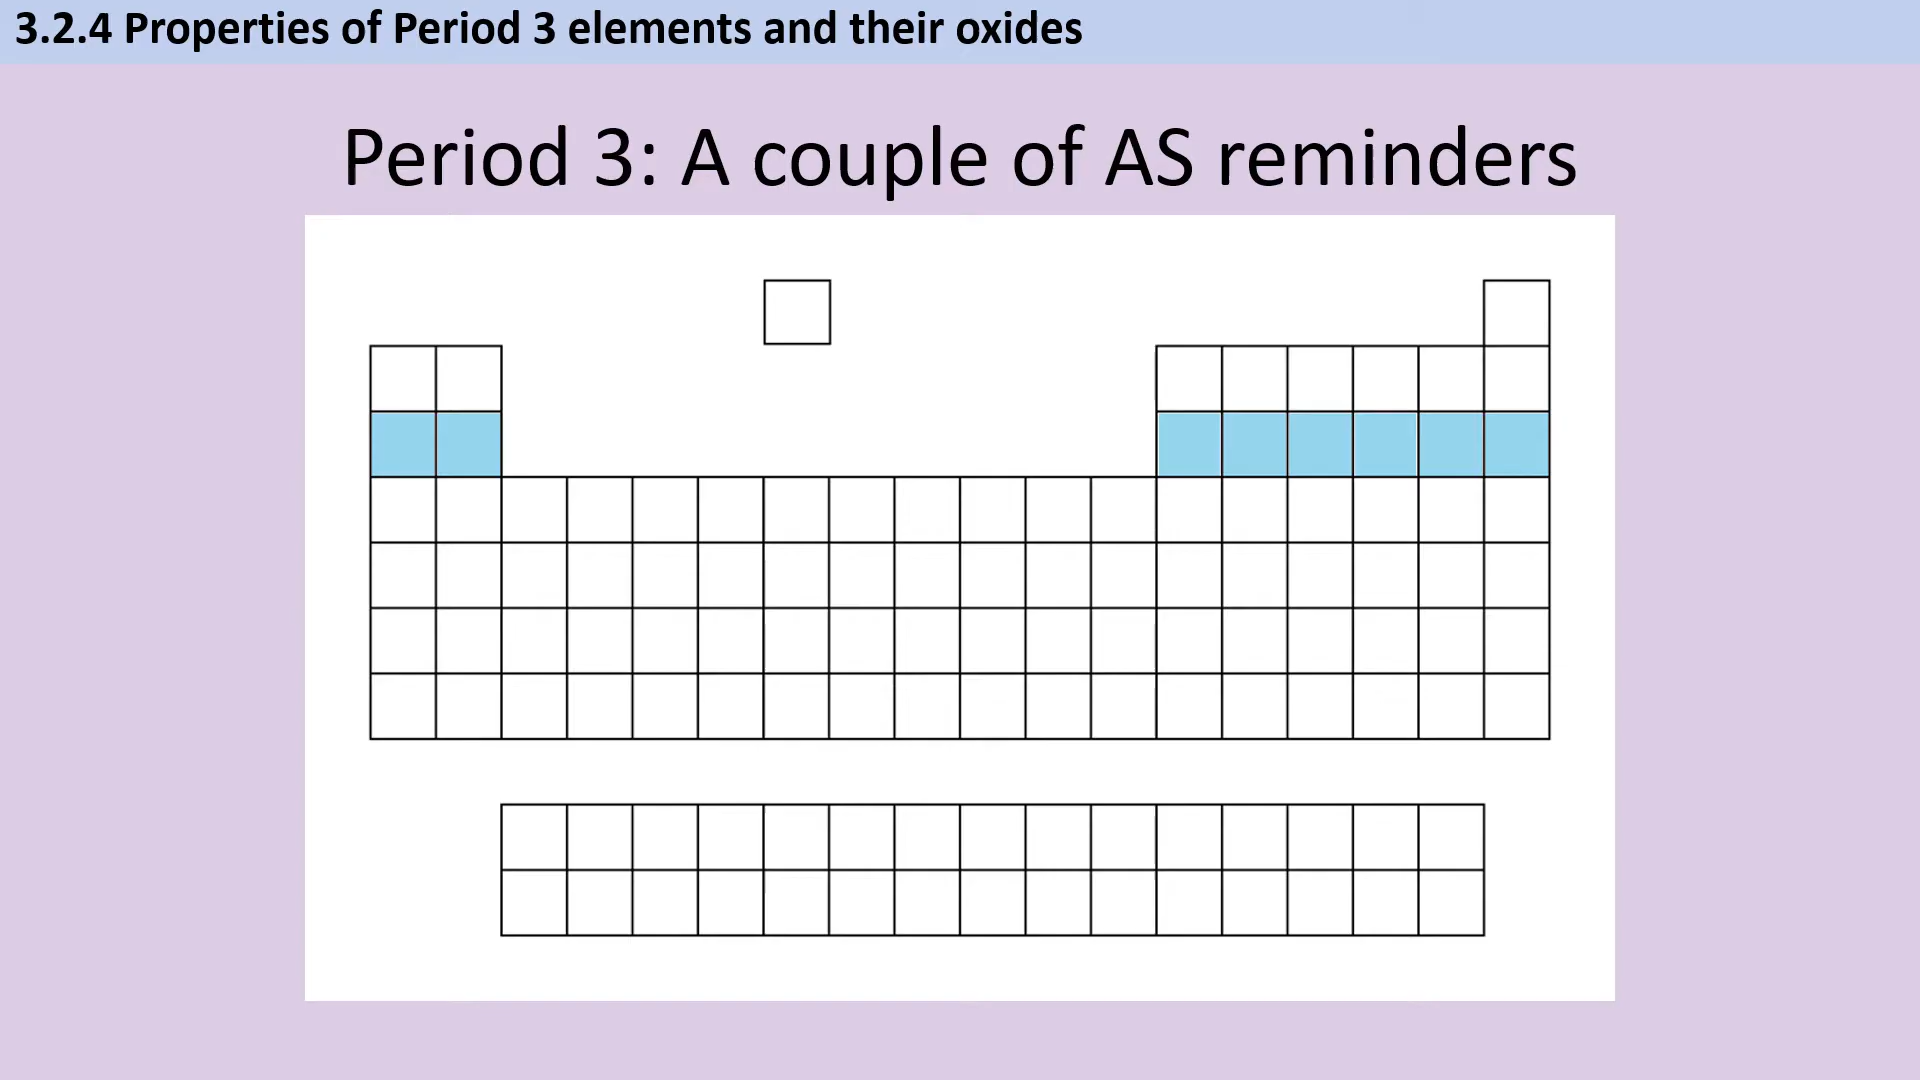 3.2.4 Properties of Period 3 elements and their oxides
Period 3: A couple of AS reminders